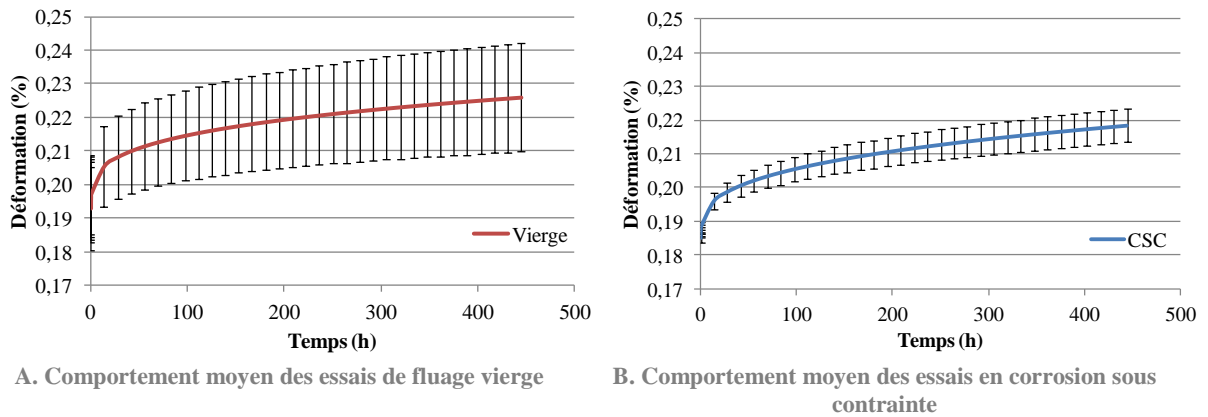 0,25
0,24
0,23
0,22
0,21
0,20
0,19
0,18
0,17
Déformation (%)
0 100 200 300 400 500
Temps (h)
Vierge
A. Comportement moyen des essais de fluage vierge
0,25
0,24
0,23
0,22
0,21
0,20
0,19
0,18
0,17
Déformation (%)
0 100 200 300 400 500
Temps (h)
CSC
B. Comportement moyen des essais en corrosion sous
contrainte